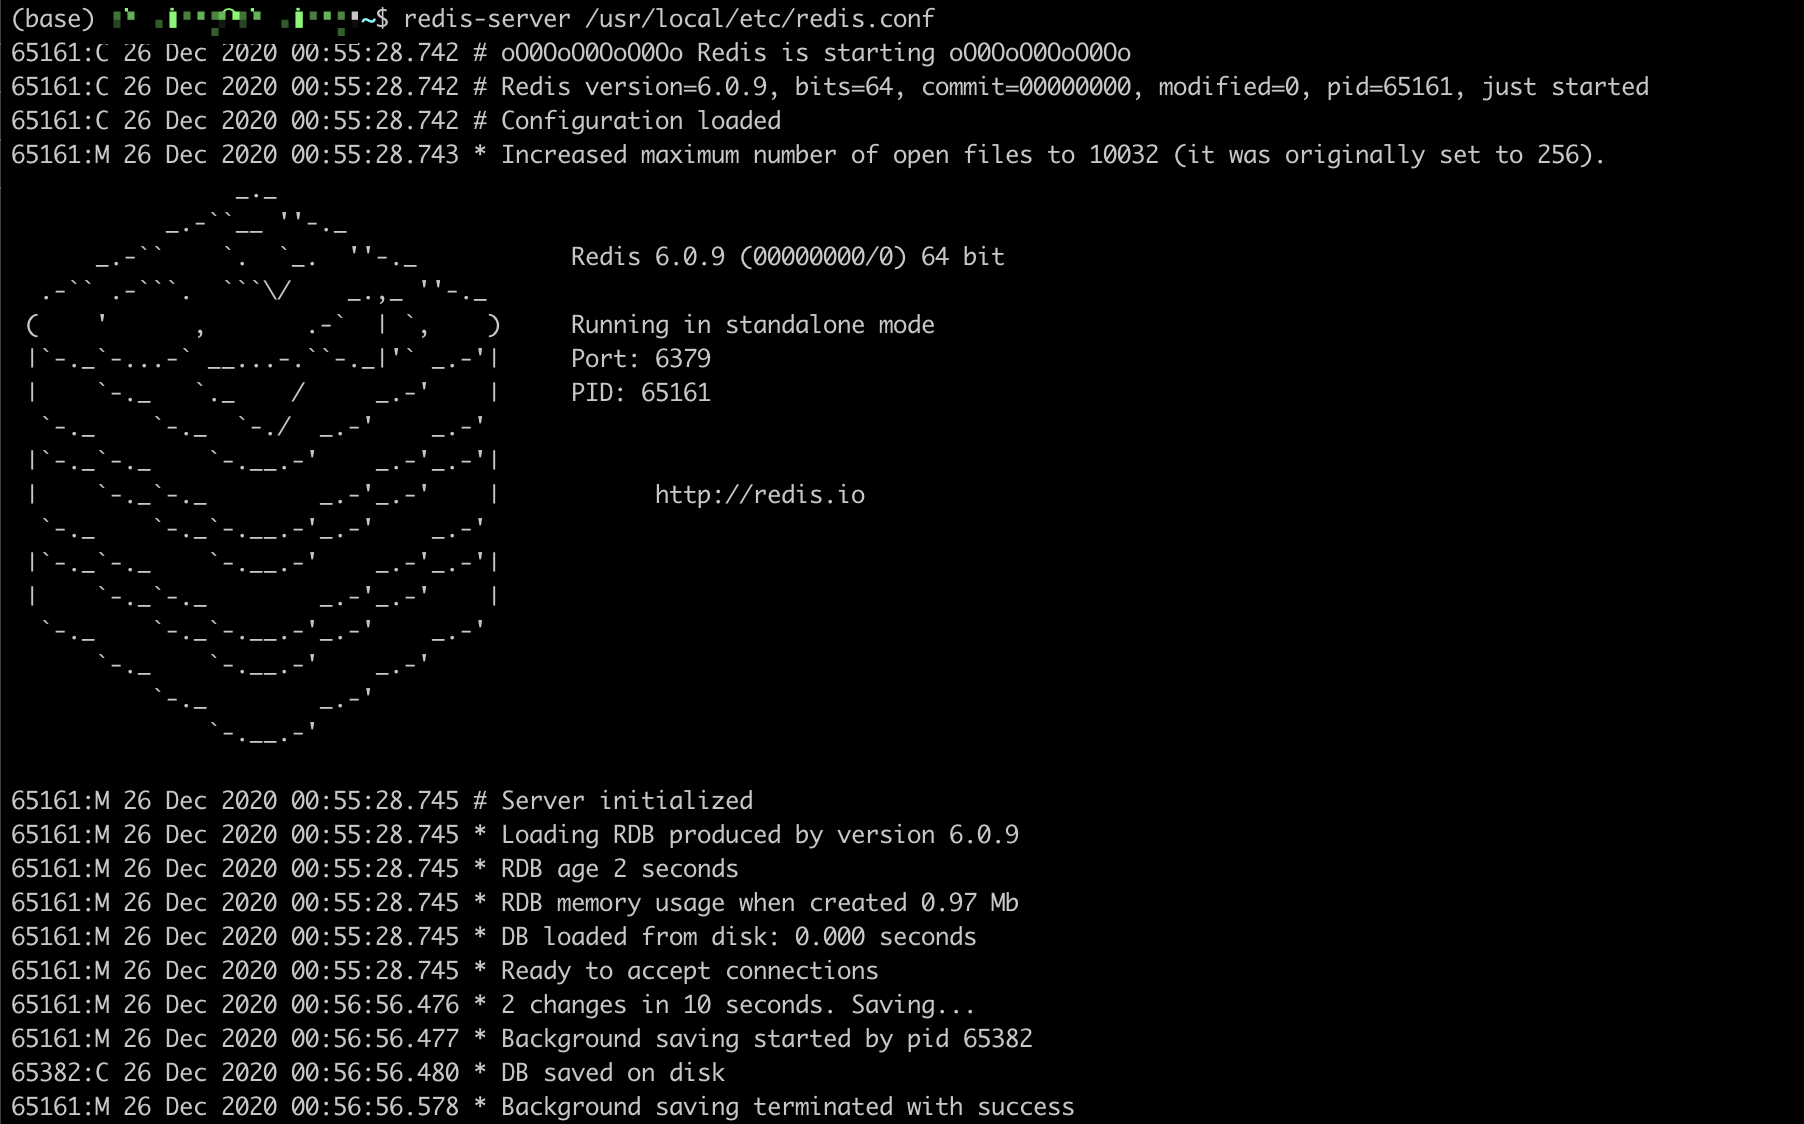 (base) ~$ redis-server /usr/local/etc/redis.conf
65161:C 26 Dec 2020 00:55:28.742 # oO0OoO0OoO0Oo Redis is starting oO0OoO0OoO0Oo
65161:C 26 Dec 2020 00:55:28.742 # Redis version=6.0.9, bits=64, commit=00000000, modified=0, pid=65161, just started
65161:C 26 Dec 2020 00:55:28.742 # Configuration loaded
65161:M 26 Dec 2020 00:55:28.743 * Increased maximum number of open files to 10032 (it was originally set to 256).
Redis 6.0.9 (00000000/0) 64 bit
Running in standalone mode
Port: 6379
PID: 65161
http://redis.io
65161:M 26 Dec 2020 00:55:28.745 # Server initialized
65161:M 26 Dec 2020 00:55:28.745 * Loading RDB produced by version 6.0.9
65161:M 26 Dec 2020 00:55:28.745 * RDB age 2 seconds
65161:M 26 Dec 2020 00:55:28.745 * RDB memory usage when created 0.97 Mb
65161:M 26 Dec 2020 00:55:28.745 * DB loaded from disk: 0.000 seconds
65161:M 26 Dec 2020 00:55:28.745 * Ready to accept connections
65161:M 26 Dec 2020 00:56:56.476 * 2 changes in 10 seconds. Saving...
65161:M 26 Dec 2020 00:56:56.477 * Background saving started by pid 65382
65382:C 26 Dec 2020 00:56:56.480 * DB saved on disk
65161:M 26 Dec 2020 00:56:56.578 * Background saving terminated with success